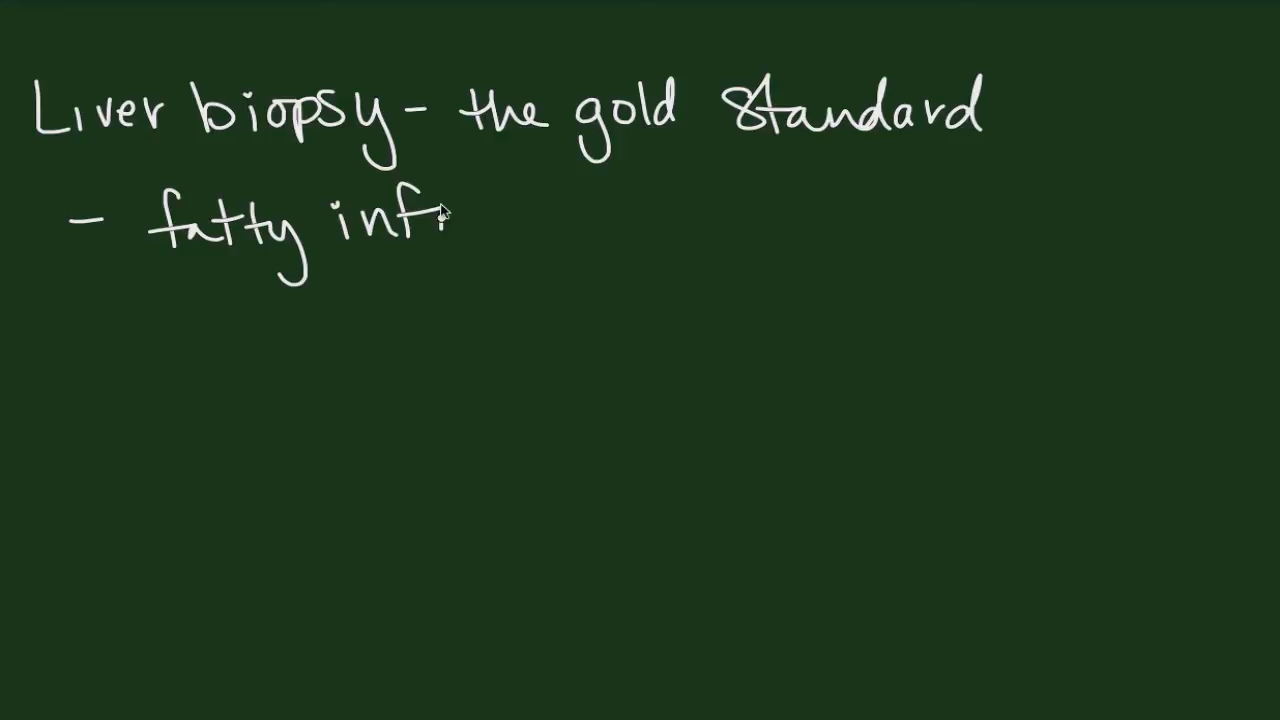 Liver biopsy - the gold standard
- fatty inf